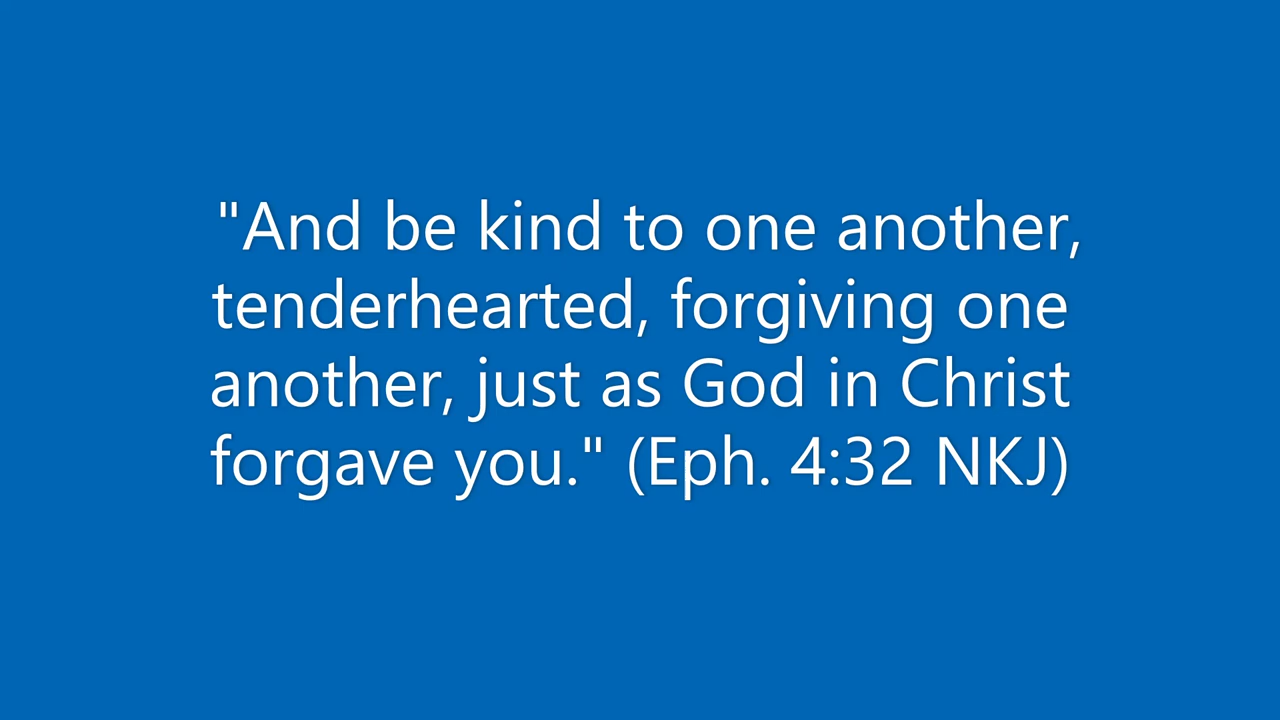 "And be kind to one another,
tenderhearted, forgiving one
another, just as God in Christ
forgave you." (Eph. 4:32 NKJ)